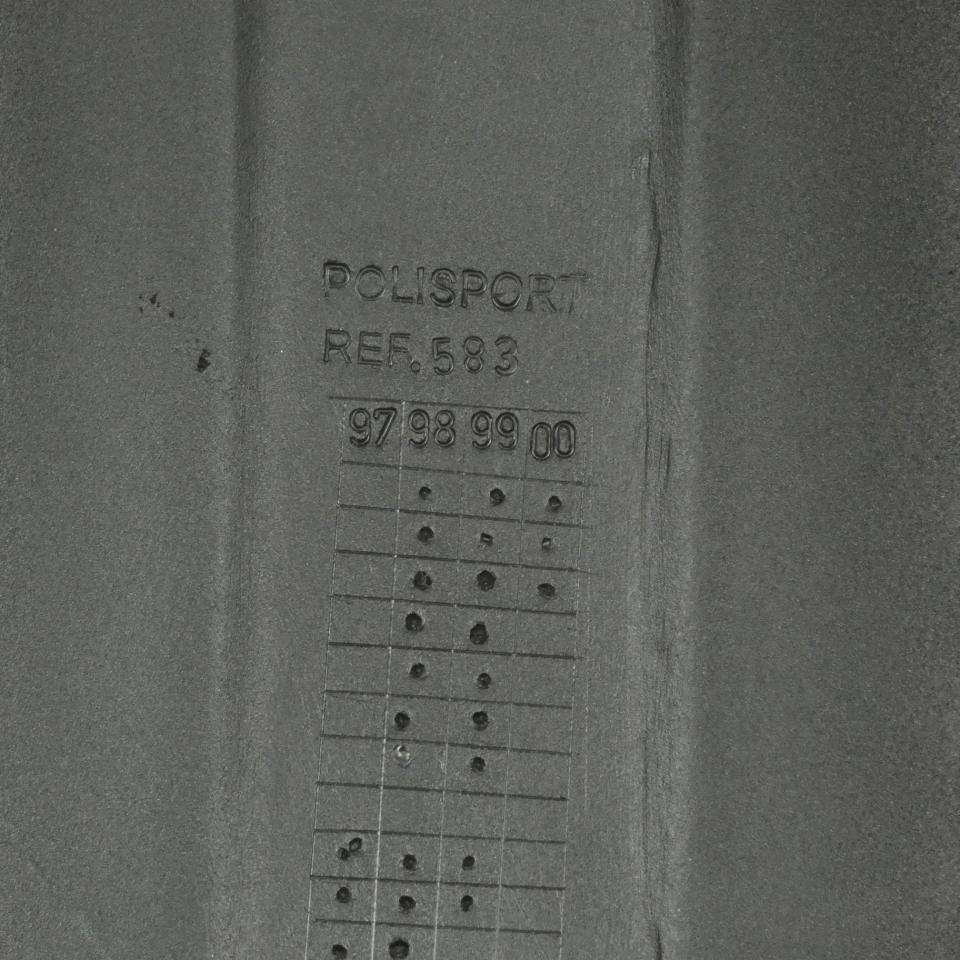 POLISPORT
REF. 583
97 98 99 00